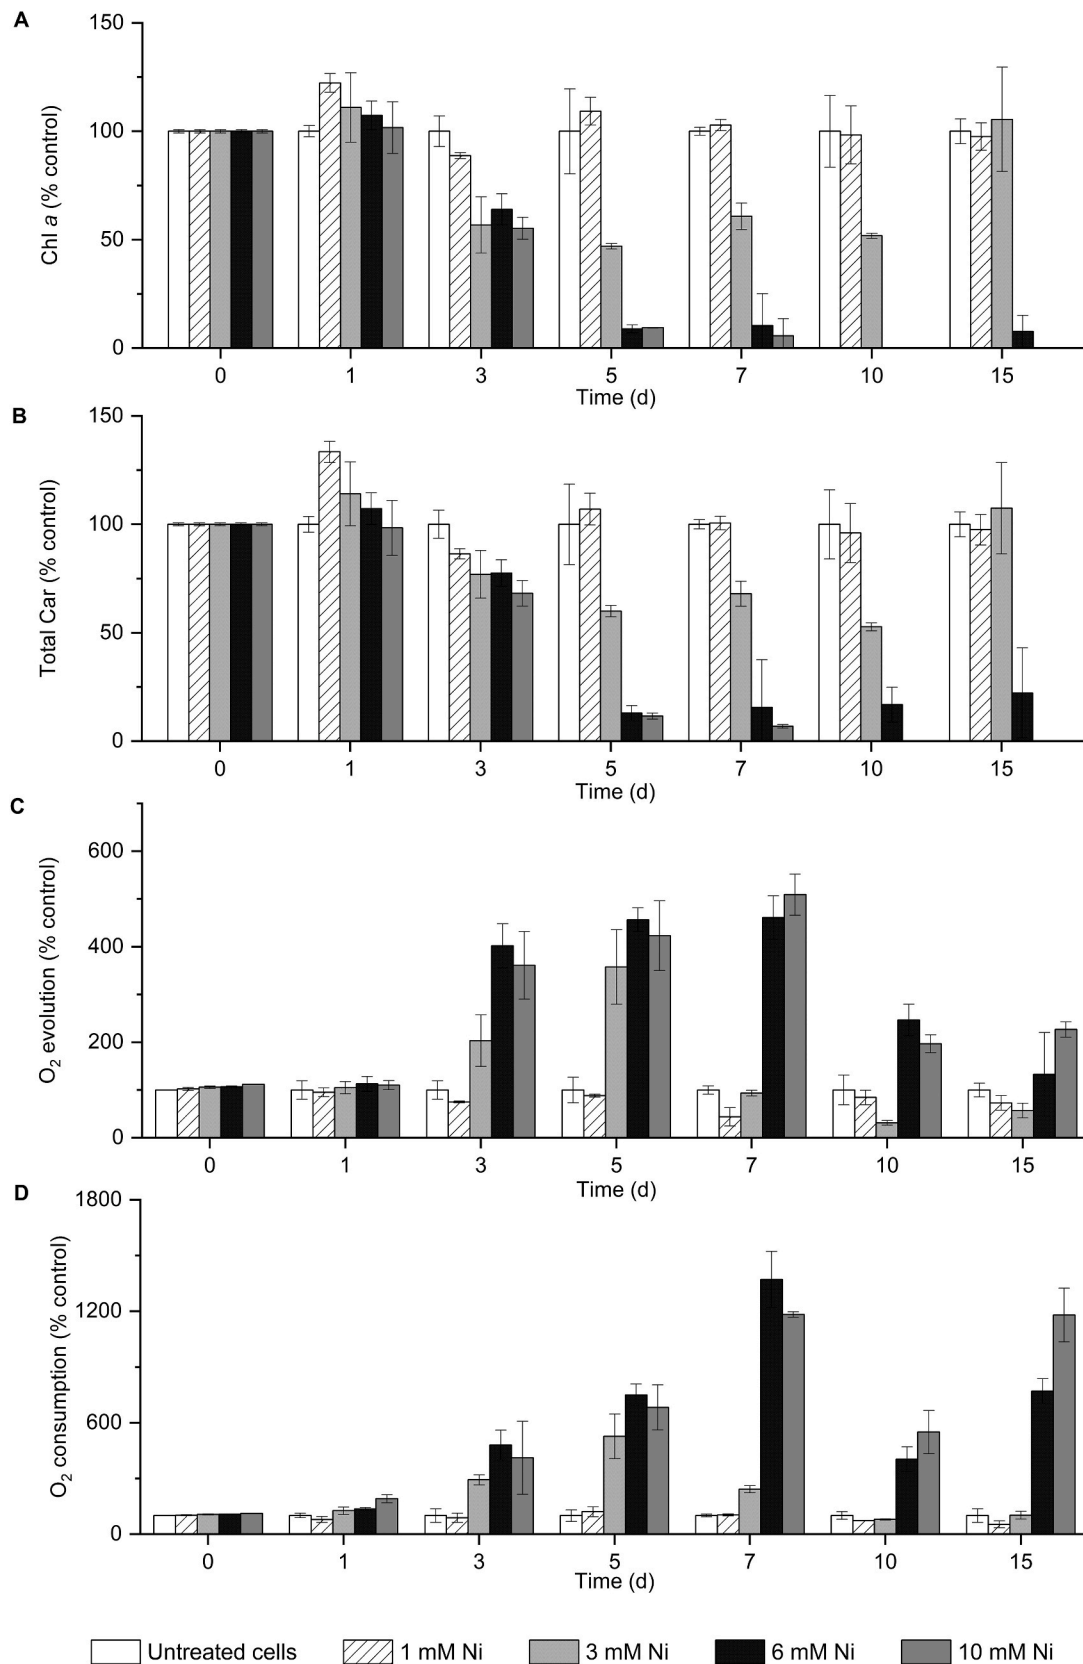 A
150
100
50
0
Chl a (% control)
0 1 3 5 7 10 15
Time (d)
B
150
100
50
0
Total Car (% control)
0 1 3 5 7 10 15
Time (d)
C
600
400
200
0
O₂ evolution (% control)
0 1 3 5 7 10 15
Time (d)
D
1800
1200
600
0
O₂ consumption (% control)
0 1 3 5 7 10 15
Time (d)
Untreated cells 1 mM Ni 3 mM Ni 6 mM Ni 10 mM Ni